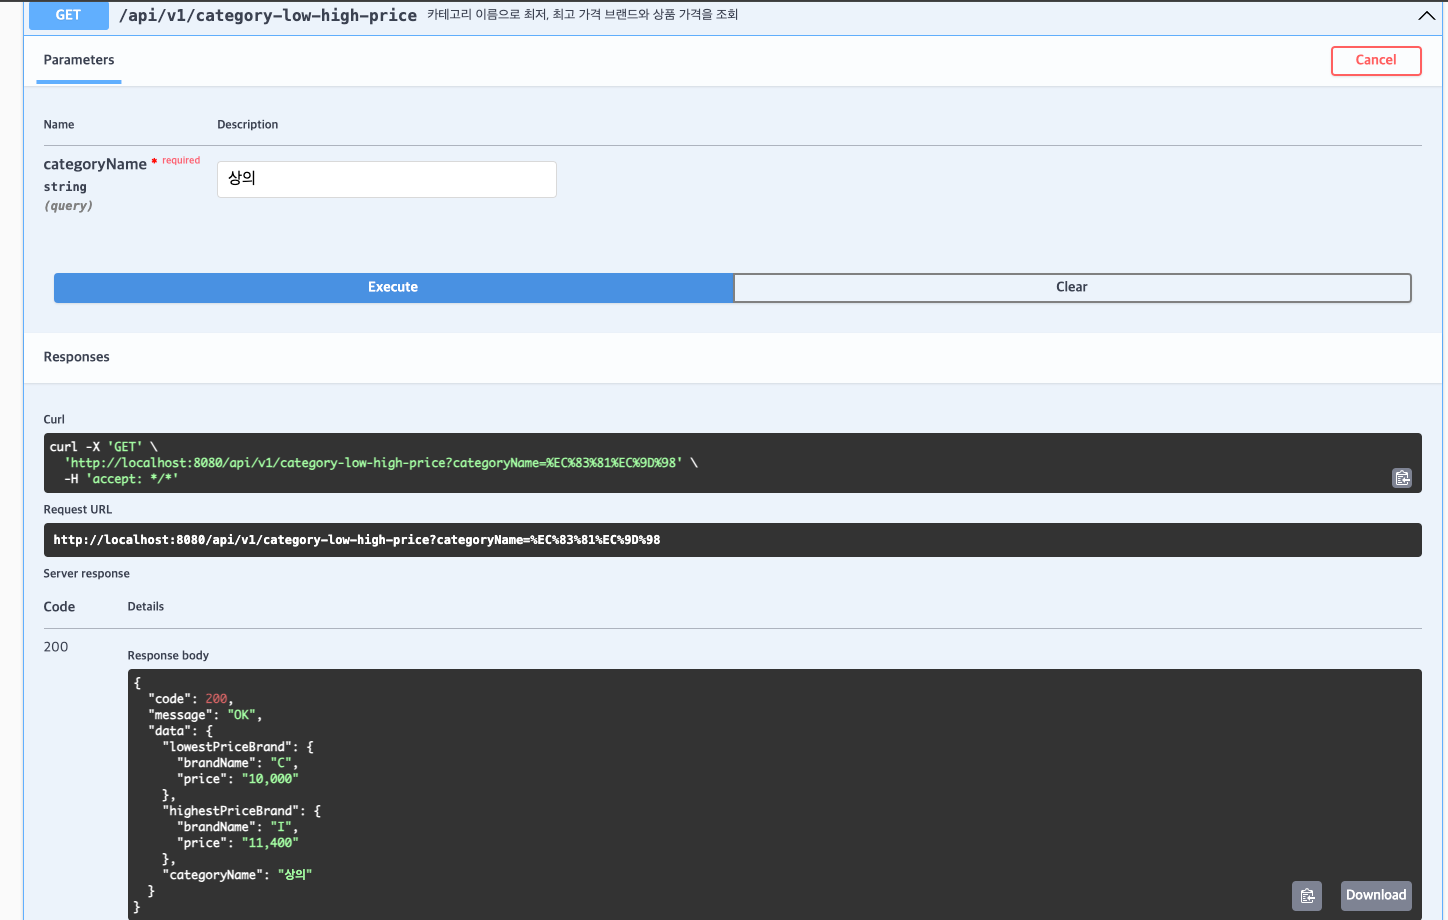 GET /api/v1/category-low-high-price 카테고리 이름으로 최저, 최고 가격 브랜드와 상품 가격을 조회
Parameters
Cancel
Name Description
categoryName * required
string
(query)
상의
Execute
Clear
Responses
Curl
curl -X 'GET' \
  'http://localhost:8080/api/v1/category-low-high-price?categoryName=%EC%83%81%EC%9D%98' \
  -H 'accept: */*'
Request URL
http://localhost:8080/api/v1/category-low-high-price?categoryName=%EC%83%81%EC%9D%98
Server response
Code Details
200
Response body
{
  "code": 200,
  "message": "OK",
  "data": {
    "lowestPriceBrand": {
      "brandName": "C",
      "price": "10,000"
    },
    "highestPriceBrand": {
      "brandName": "I",
      "price": "11,400"
    },
    "categoryName": "상의"
  }
}
Download